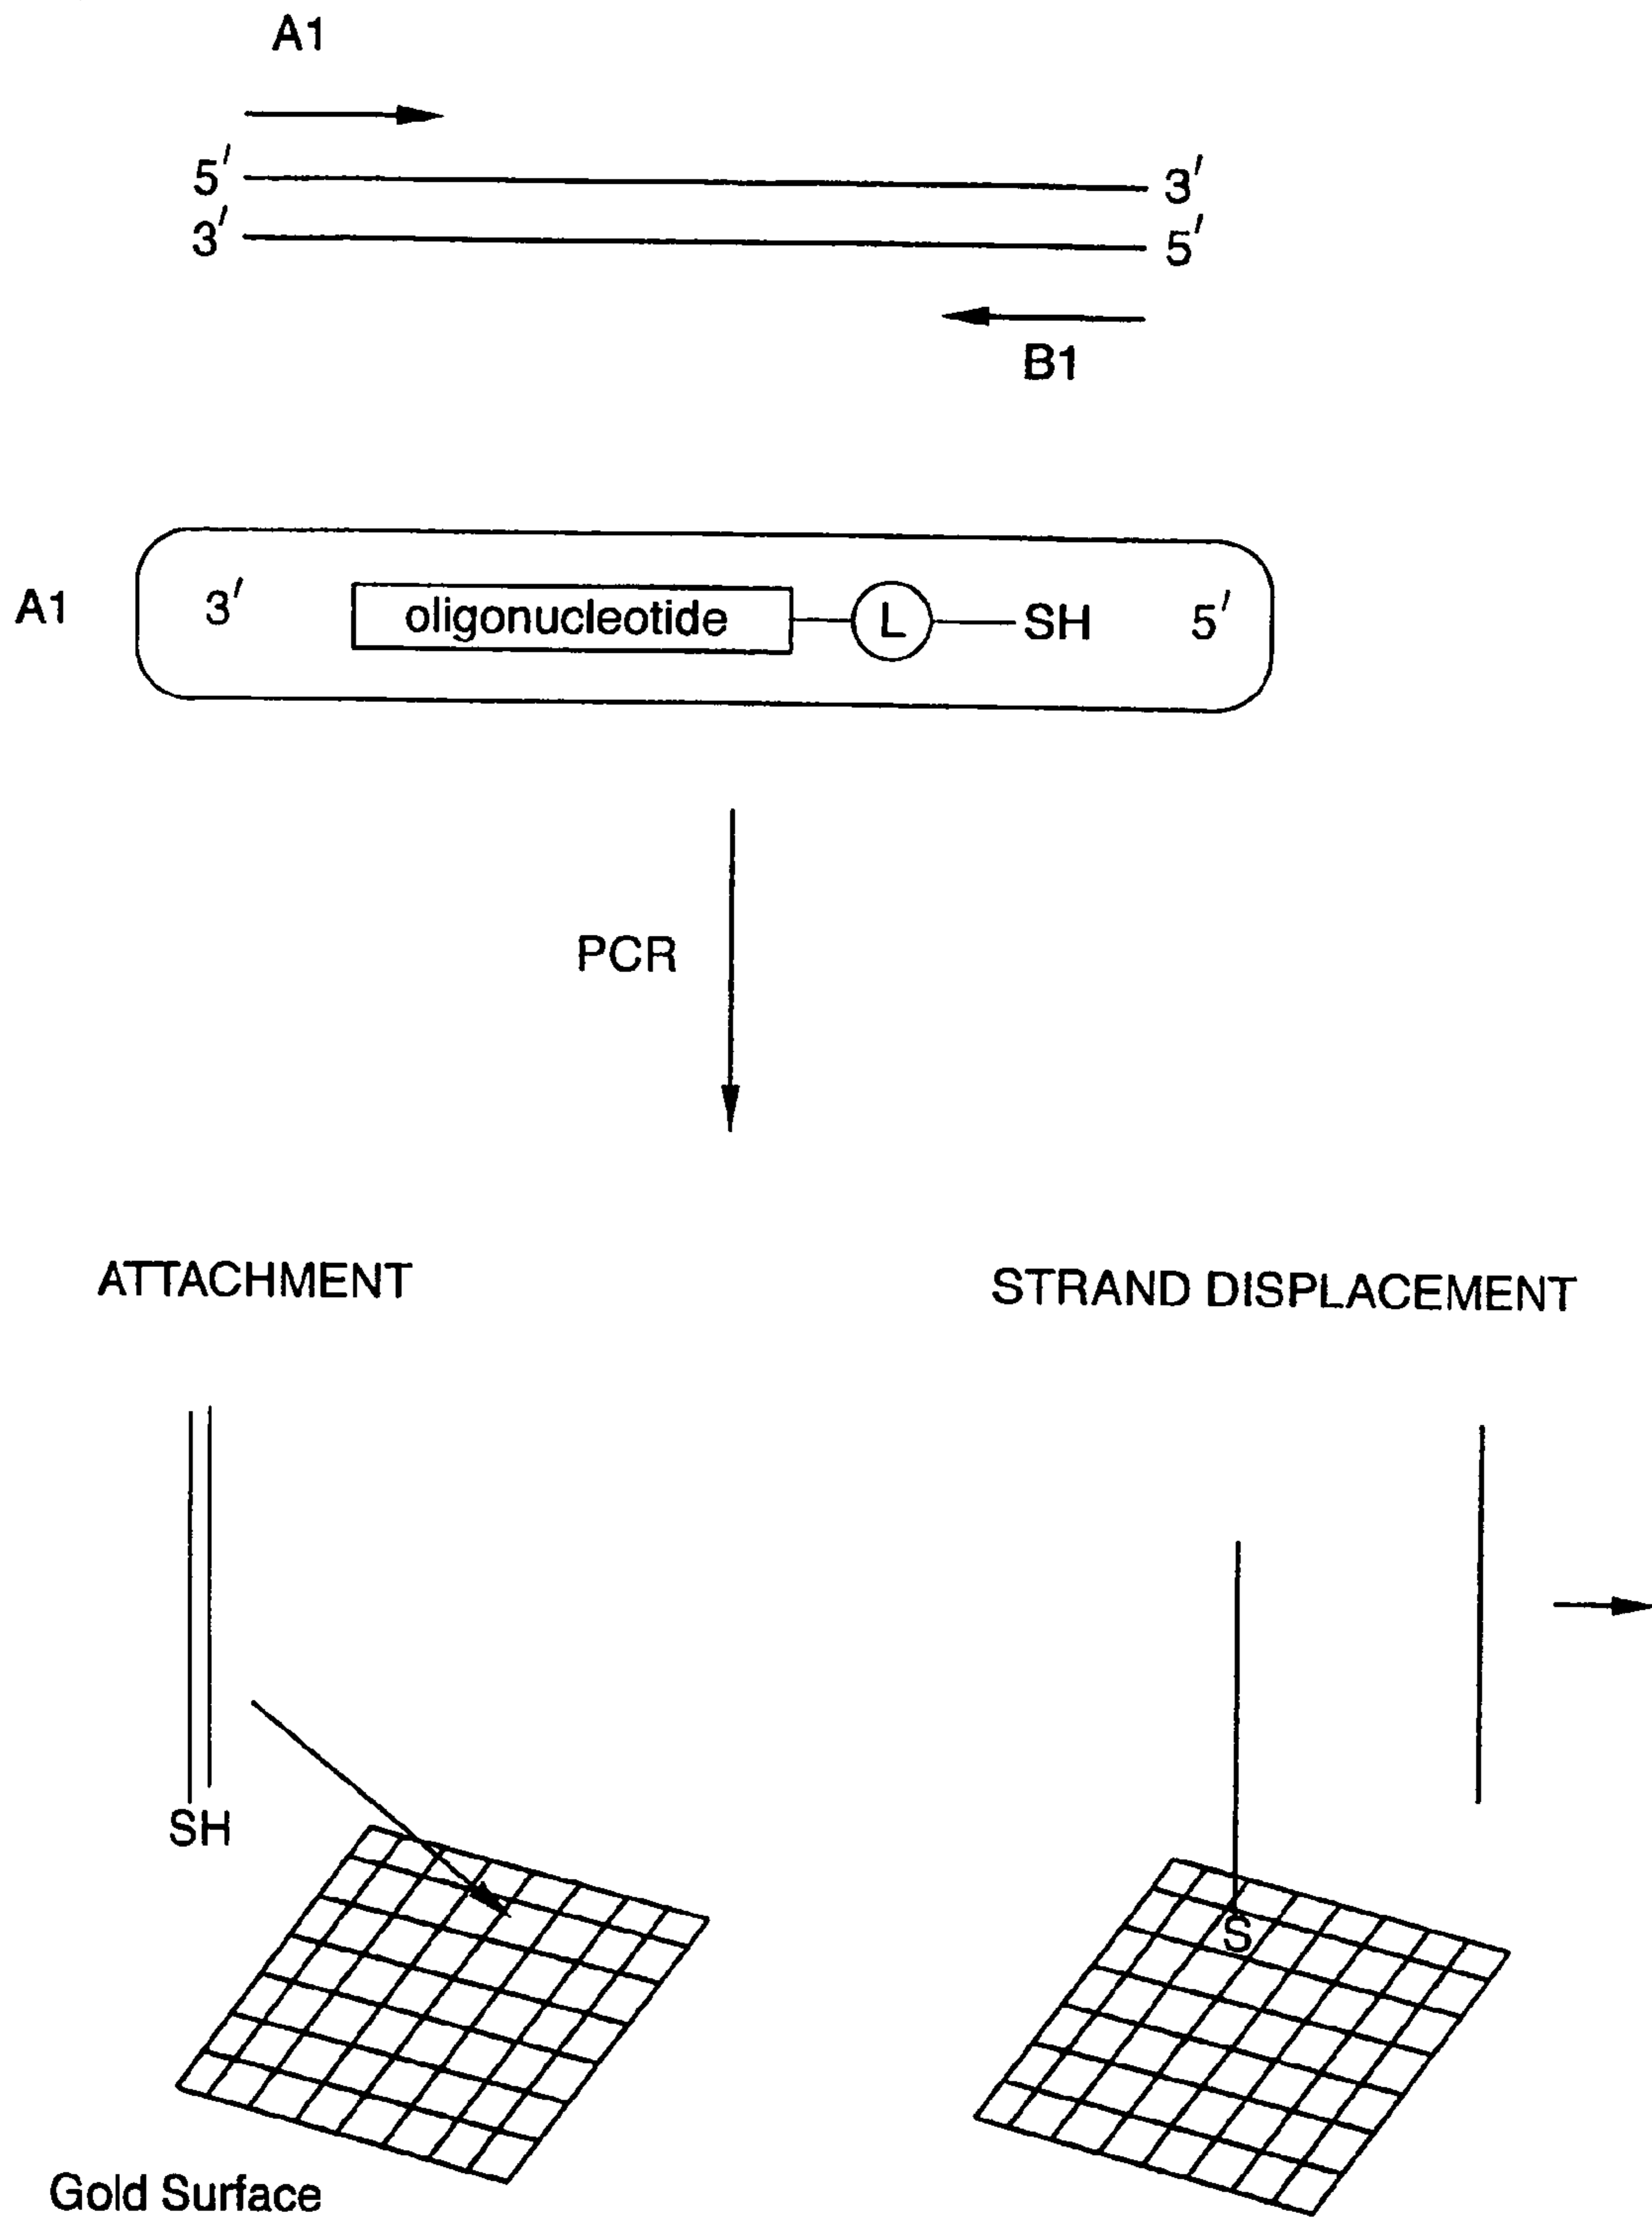 A1
5′ 3′
3′ 5′
B1
A1 3′ oligonucleotide L SH 5′
PCR
ATTACHMENT STRAND DISPLACEMENT
SH
S
Gold Surface